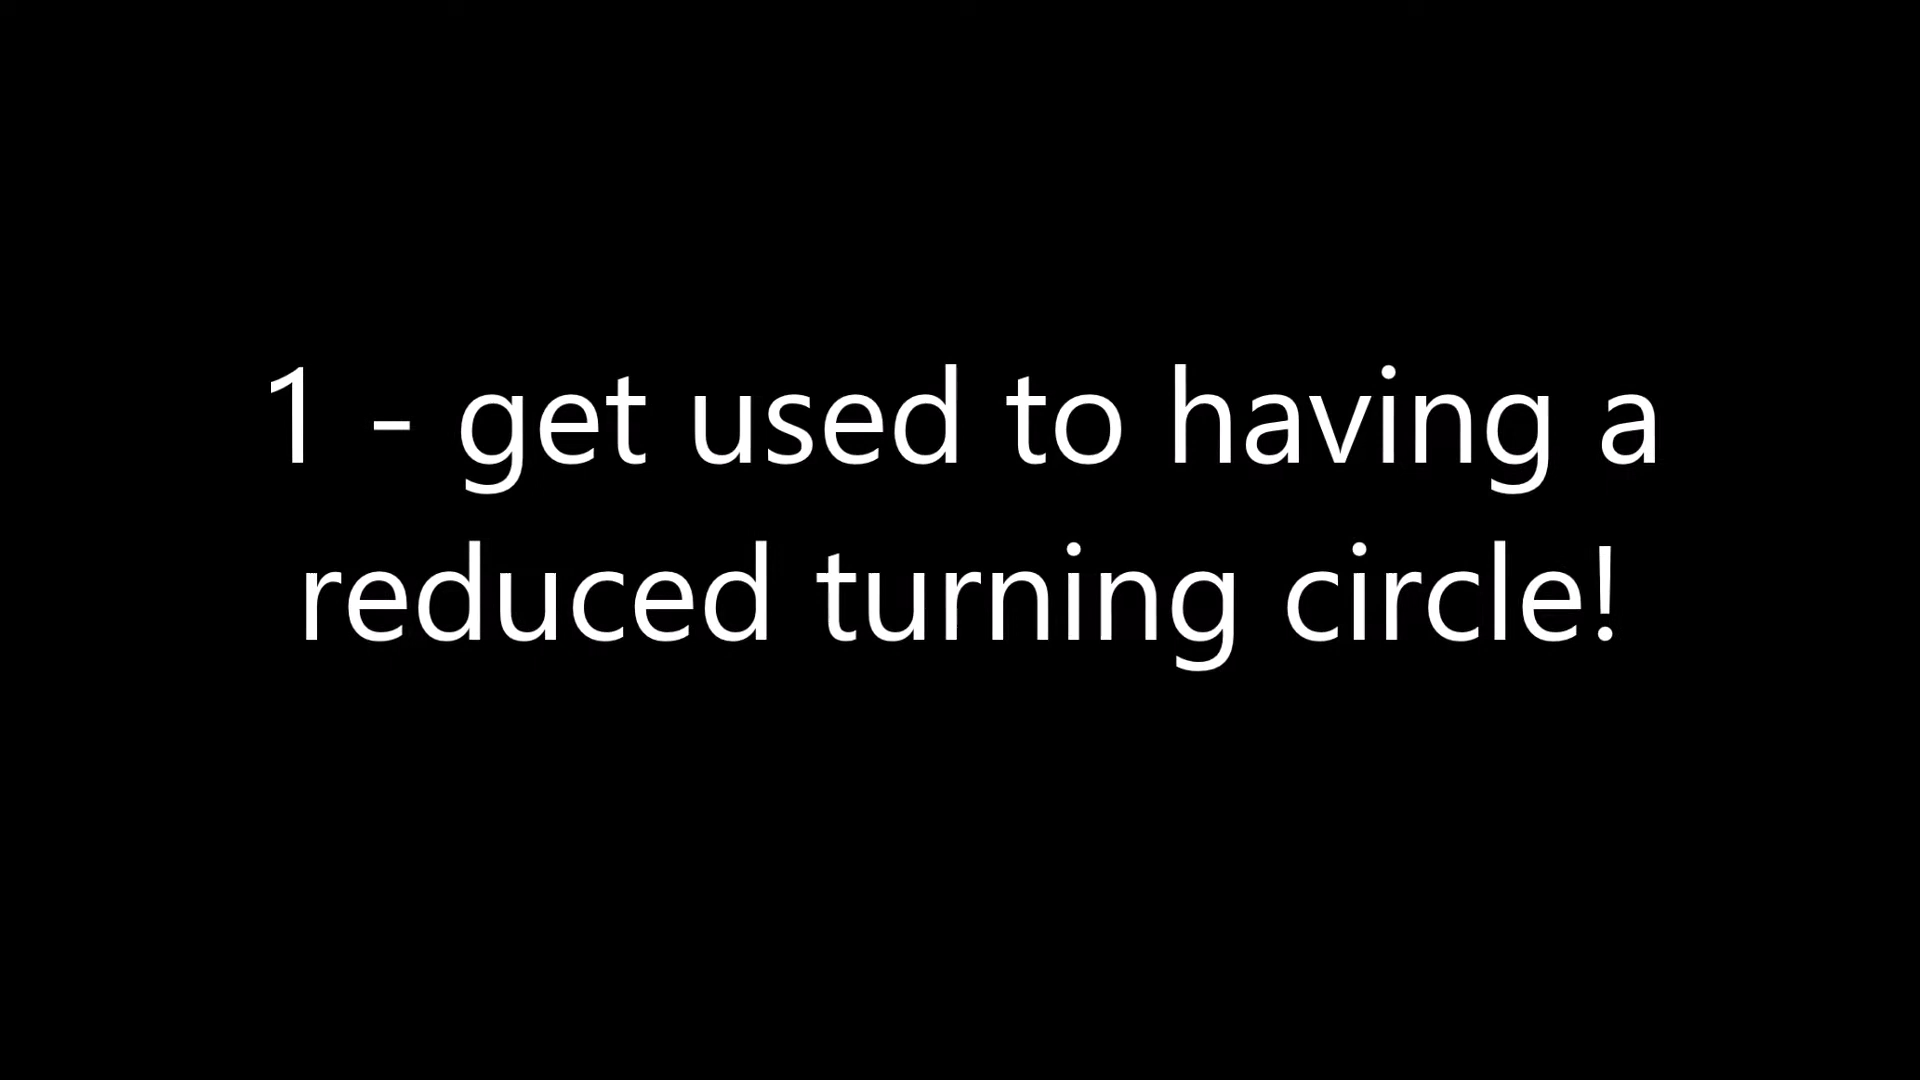 1 - get used to having a
reduced turning circle!